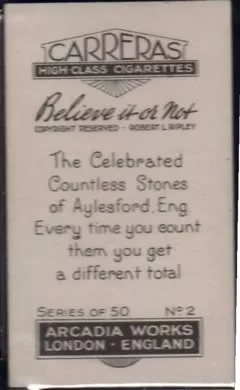 CARRERAS
HIGH-CLASS CIGARETTES
Believe it or Not
COPYRIGHT RESERVED - ROBERT L. RIPLEY
The Celebrated
Countless Stones
of Aylesford, Eng.
Every time you count
them you get
a different total
SERIES OF 50 Nº 2
ARCADIA WORKS
LONDON - ENGLAND